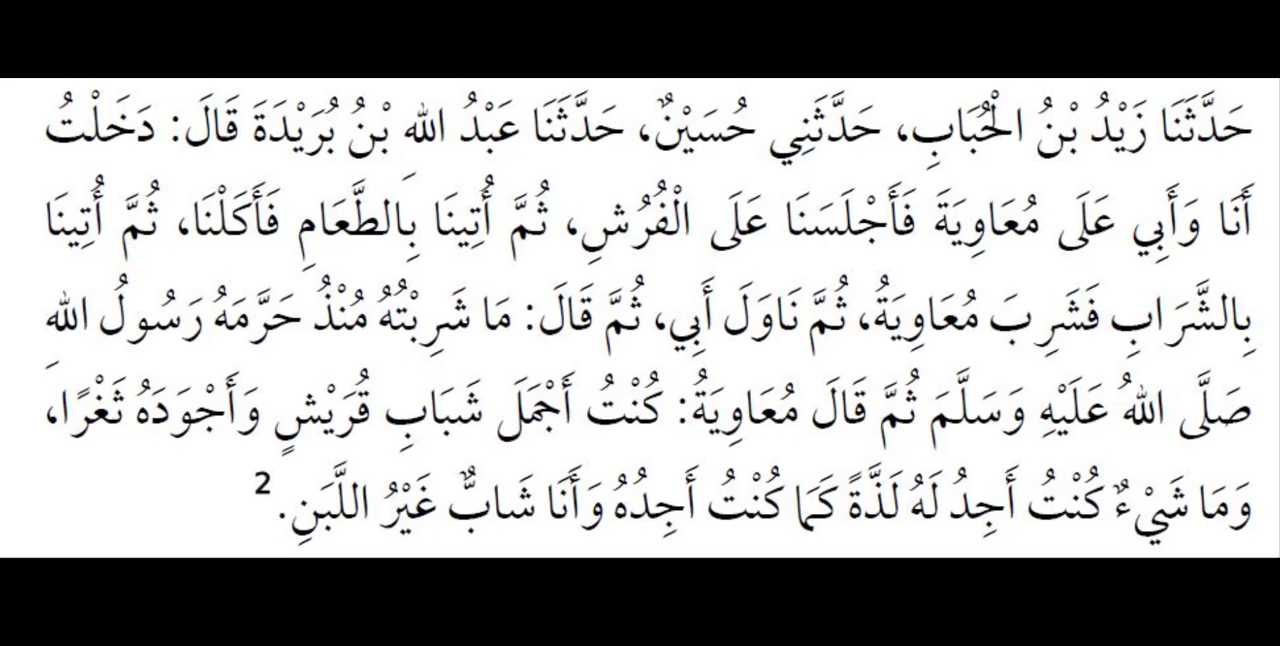 حَدَّثَنَا زَيْدُ بْنُ الْحُبَابِ، حَدَّثَنِي حُسَيْنٌ، حَدَّثَنَا عَبْدُ اللهِ بْنُ بُرَيْدَةَ قَالَ: دَخَلْتُ
أَنَا وَأَبِي عَلَى مُعَاوِيَةَ فَأَجْلَسَنَا عَلَى الْفُرُشِ، ثُمَّ أُتِينَا بِالطَّعَامِ فَأَكَلْنَا، ثُمَّ أُتِينَا
بِالشَّرَابِ فَشَرِبَ مُعَاوِيَةُ، ثُمَّ نَاوَلَ أَبِي، ثُمَّ قَالَ: مَا شَرِبْتُهُ مُنْذُ حَرَّمَهُ رَسُولُ اللهِ
صَلَّى اللهُ عَلَيْهِ وَسَلَّمَ ثُمَّ قَالَ مُعَاوِيَةُ: كُنْتُ أَجْمَلَ شَبَابِ قُرَيْشٍ وَأَجْوَدَهُ ثَغْرًا،
وَمَا شَيْءٌ كُنْتُ أَجِدُ لَهُ لَذَّةً كَمَا كُنْتُ أَجِدُهُ وَأَنَا شَابٌّ غَيْرُ اللَّبَنِ. 2